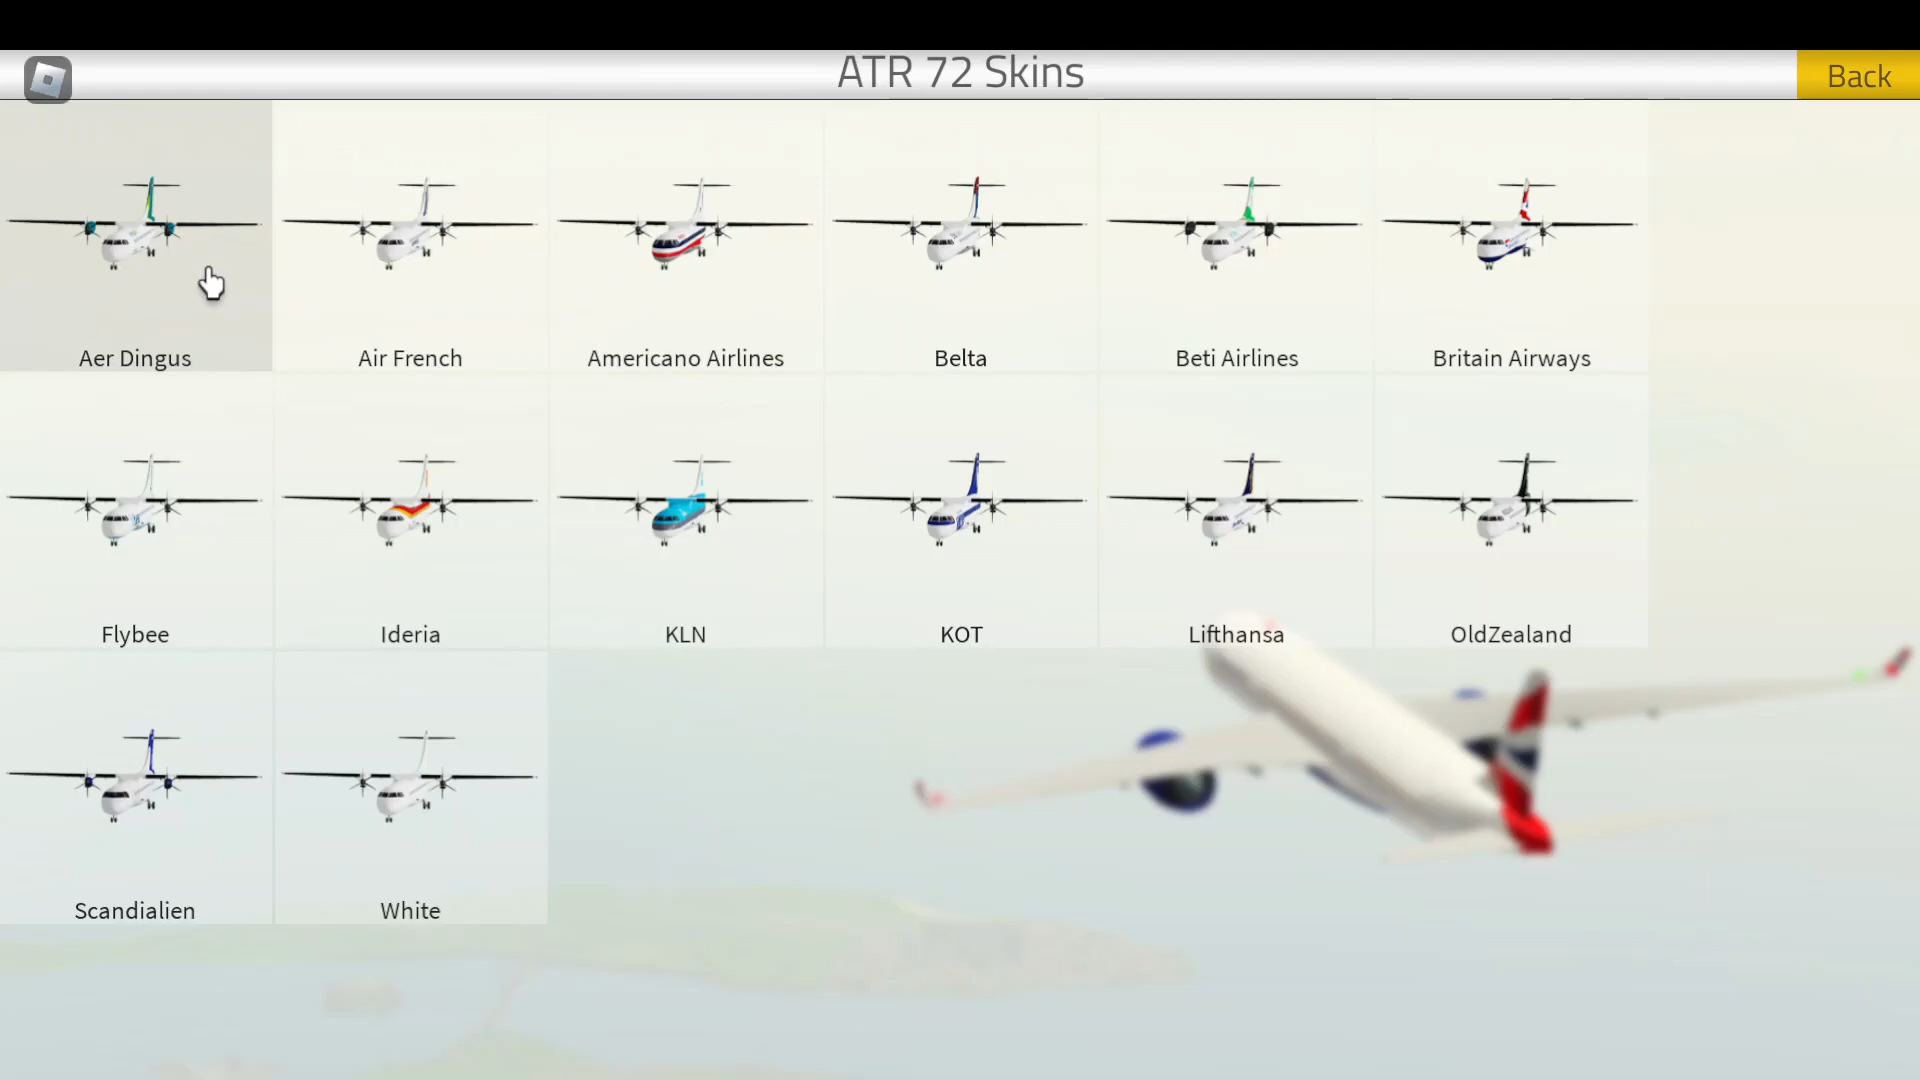 ATR 72 Skins
Back
Aer Dingus
Air French
Americano Airlines
Belta
Beti Airlines
Britain Airways
Flybee
Ideria
KLN
KOT
Lifthansa
OldZealand
Scandialien
White